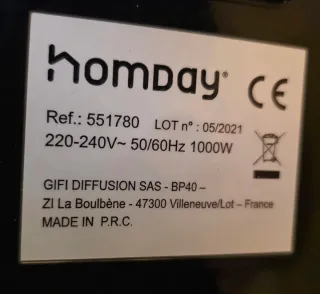 homDay® CE
Ref.: 551780 LOT n° : 05/2021
220-240V~ 50/60Hz 1000W
GIFI DIFFUSION SAS - BP40 –
ZI La Boulbène - 47300 Villeneuve/Lot – France
MADE IN P.R.C.